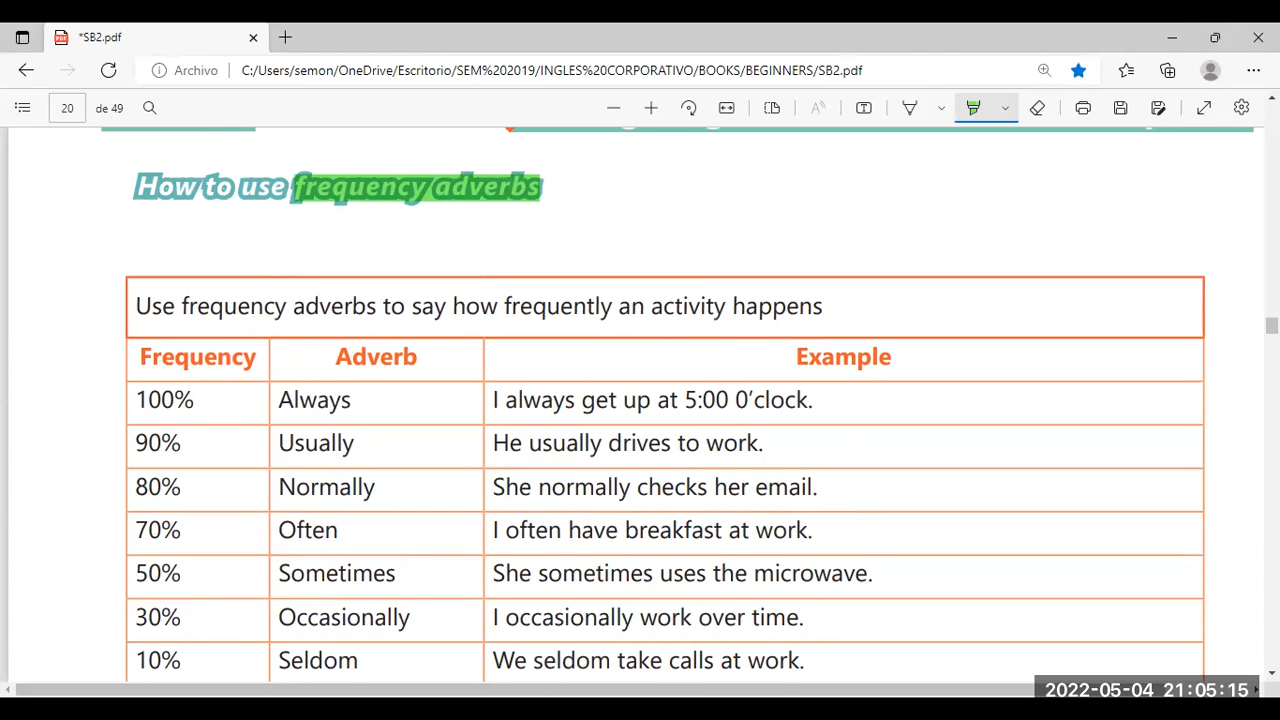 *SB2.pdf
Archivo C:/Users/semon/OneDrive/Escritorio/SEM%202019/INGLES%20CORPORATIVO/BOOKS/BEGINNERS/SB2.pdf
20 de 49
How to use frequency adverbs
Use frequency adverbs to say how frequently an activity happens
Frequency Adverb Example
100% Always I always get up at 5:00 0’clock.
90% Usually He usually drives to work.
80% Normally She normally checks her email.
70% Often I often have breakfast at work.
50% Sometimes She sometimes uses the microwave.
30% Occasionally I occasionally work over time.
10% Seldom We seldom take calls at work.
2022-05-04 21:05:15